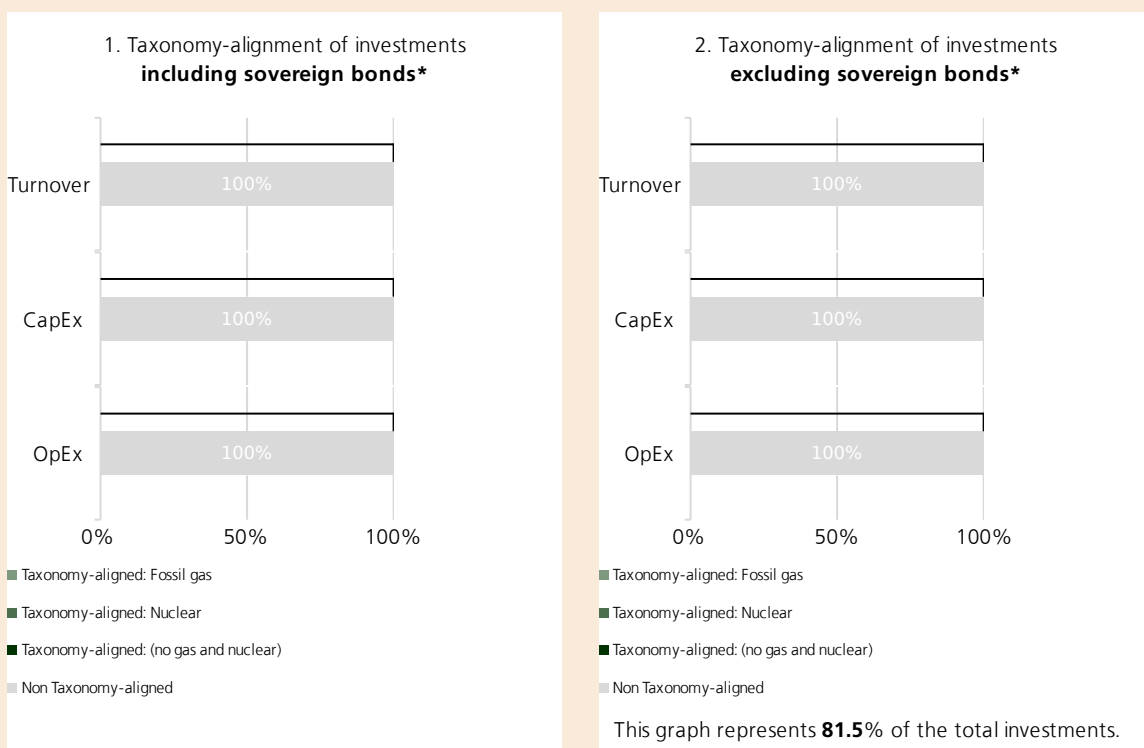 1. Taxonomy-alignment of investments
including sovereign bonds*
Turnover
100%
CapEx
100%
OpEx
100%
0% 50% 100%
Taxonomy-aligned: Fossil gas
Taxonomy-aligned: Nuclear
Taxonomy-aligned: (no gas and nuclear)
Non Taxonomy-aligned
2. Taxonomy-alignment of investments
excluding sovereign bonds*
Turnover
100%
CapEx
100%
OpEx
100%
0% 50% 100%
Taxonomy-aligned: Fossil gas
Taxonomy-aligned: Nuclear
Taxonomy-aligned: (no gas and nuclear)
Non Taxonomy-aligned
This graph represents 81.5% of the total investments.